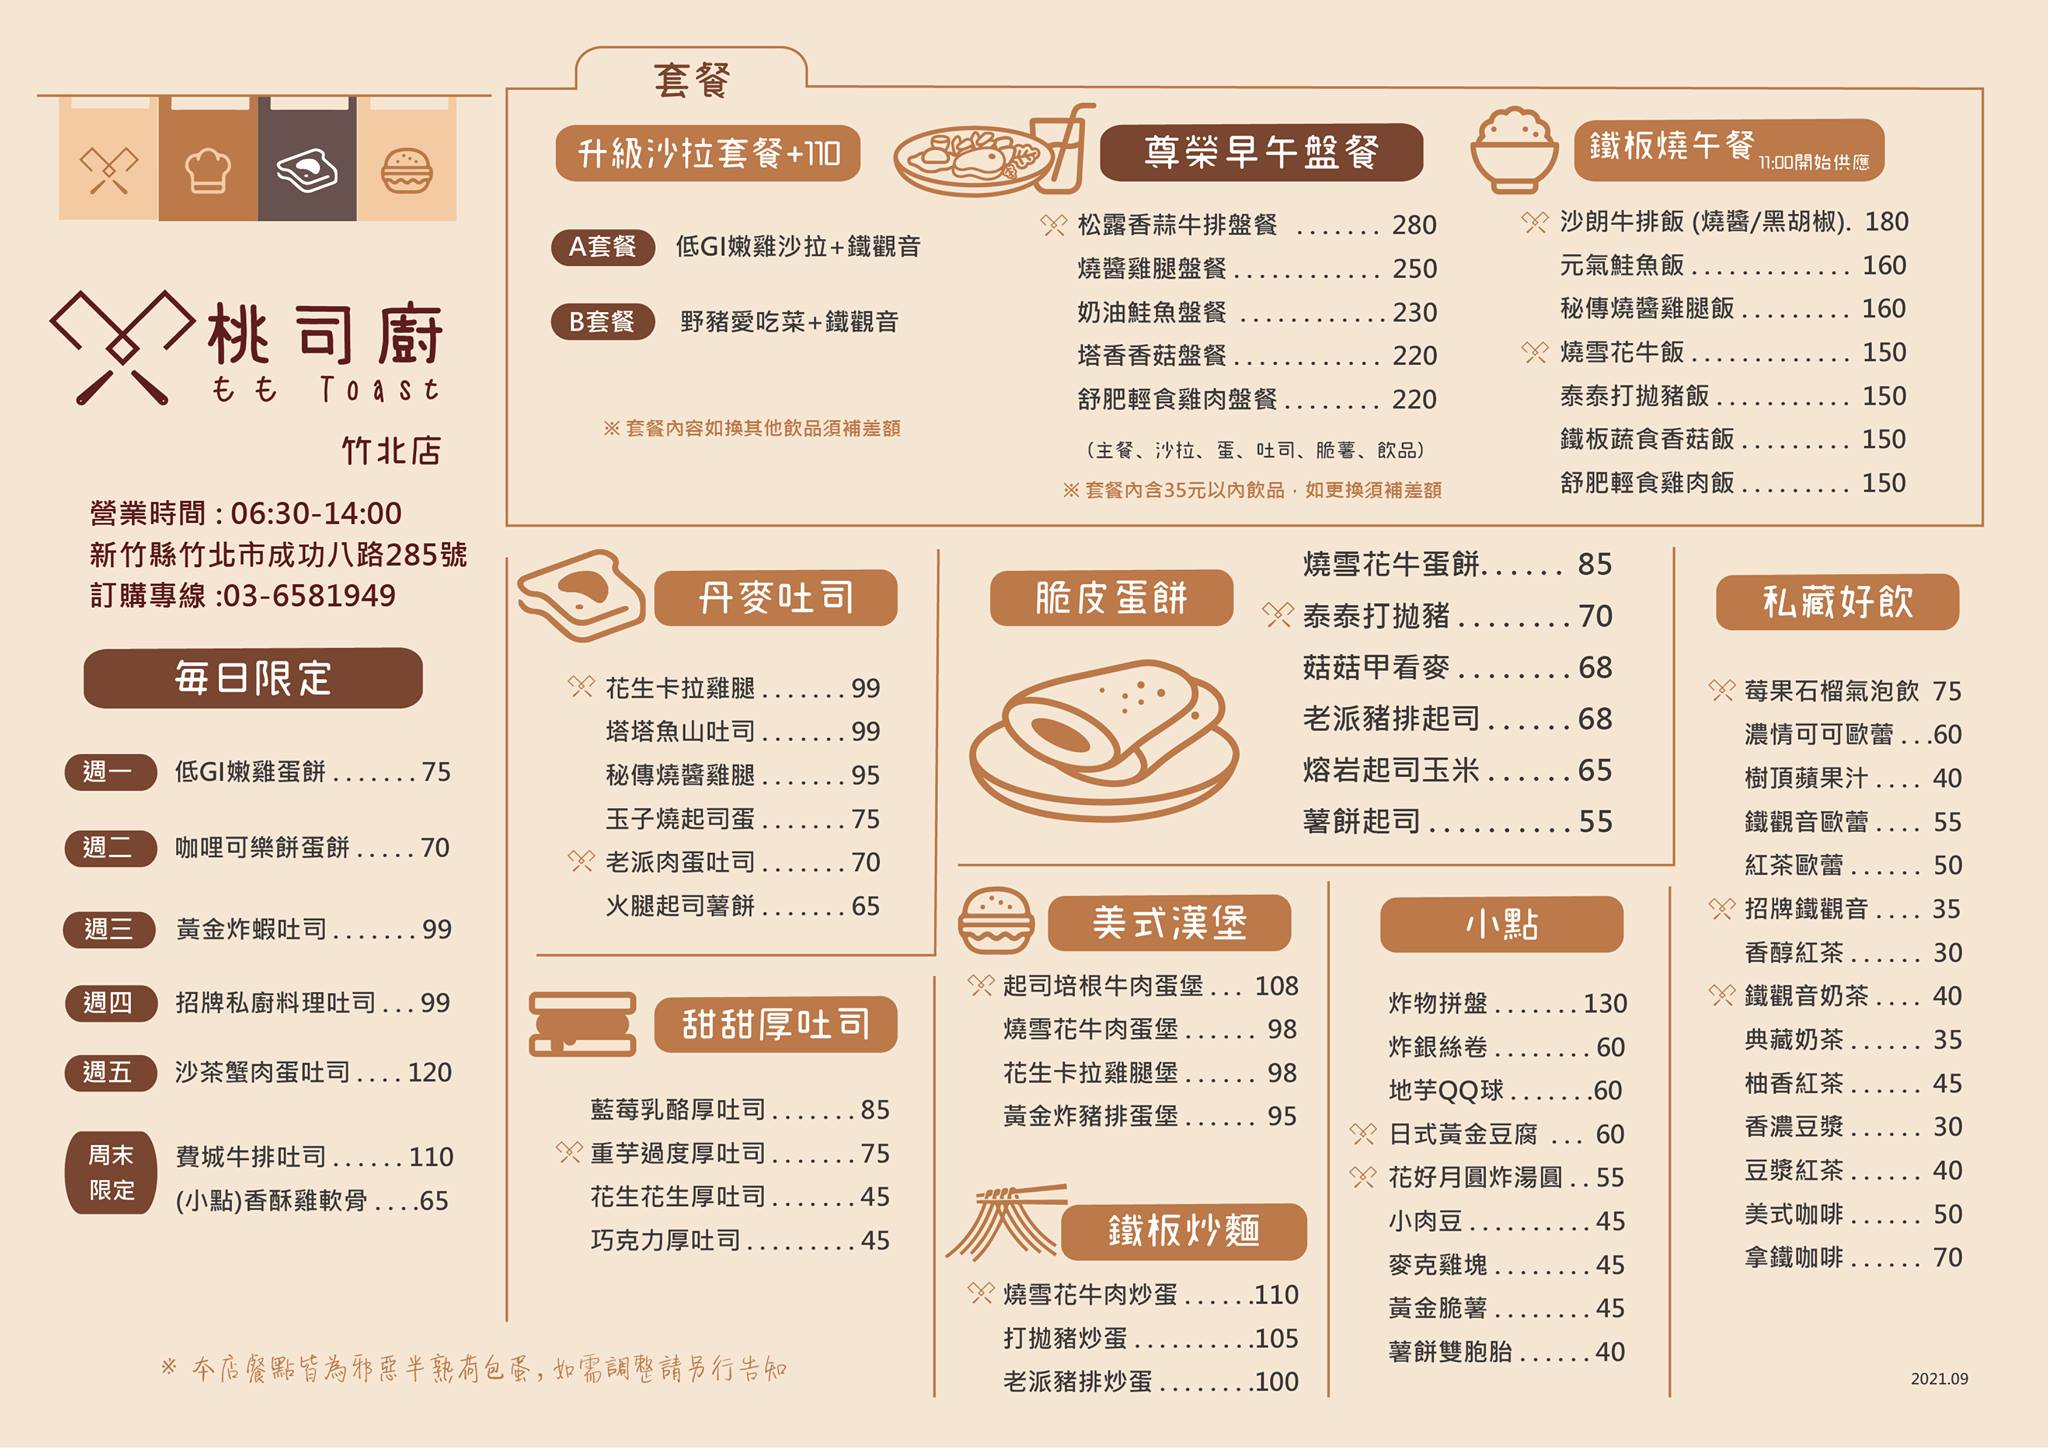 桃司廚
もも Toast
竹北店
營業時間 : 06:30-14:00
新竹縣竹北市成功八路285號
訂購專線 :03-6581949
每日限定
週一 低GI嫩雞蛋餅.......75
週二 咖哩可樂餅蛋餅.....70
週三 黃金炸蝦吐司.......99
週四 招牌私廚料理吐司...99
週五 沙茶蟹肉蛋吐司....120
周末限定
費城牛排吐司......110
(小點)香酥雞軟骨....65
套餐
升級沙拉套餐+110
A套餐 低GI嫩雞沙拉+鐵觀音
B套餐 野豬愛吃菜+鐵觀音
※ 套餐內容如換其他飲品須補差額
尊榮早午盤餐
松露香蒜牛排盤餐 ....... 280
燒醬雞腿盤餐............ 250
奶油鮭魚盤餐 ............230
塔香香菇盤餐............ 220
舒肥輕食雞肉盤餐........ 220
(主餐、沙拉、蛋、吐司、脆薯、飲品)
※ 套餐內含35元以內飲品，如更換須補差額
鐵板燒午餐 11:00開始供應
沙朗牛排飯 (燒醬/黑胡椒). 180
元氣鮭魚飯............. 160
秘傳燒醬雞腿飯......... 160
燒雪花牛飯............. 150
泰泰打拋豬飯........... 150
鐵板蔬食香菇飯......... 150
舒肥輕食雞肉飯......... 150
丹麥吐司
花生卡拉雞腿.......99
塔塔魚山吐司.......99
秘傳燒醬雞腿.......95
玉子燒起司蛋.......75
老派肉蛋吐司.......70
火腿起司薯餅.......65
甜甜厚吐司
藍莓乳酪厚吐司.......85
重芋過度厚吐司.......75
花生花生厚吐司.......45
巧克力厚吐司.........45
脆皮蛋餅
燒雪花牛蛋餅...... 85
泰泰打拋豬........70
菇菇甲看麥........68
老派豬排起司......68
熔岩起司玉米......65
薯餅起司..........55
美式漢堡
起司培根牛肉蛋堡... 108
燒雪花牛肉蛋堡...... 98
花生卡拉雞腿堡...... 98
黃金炸豬排蛋堡...... 95
鐵板炒麵
燒雪花牛肉炒蛋......110
打拋豬炒蛋..........105
老派豬排炒蛋........100
小點
炸物拼盤.......130
炸銀絲卷........60
地芋QQ球.......60
日式黃金豆腐 ... 60
花好月圓炸湯圓..55
小肉豆..........45
麥克雞塊........45
黃金脆薯........45
薯餅雙胞胎......40
私藏好飲
莓果石榴氣泡飲 75
濃情可可歐蕾...60
樹頂蘋果汁.... 40
鐵觀音歐蕾.... 55
紅茶歐蕾...... 50
招牌鐵觀音.... 35
香醇紅茶...... 30
鐵觀音奶茶.... 40
典藏奶茶...... 35
柚香紅茶...... 45
香濃豆漿...... 30
豆漿紅茶...... 40
美式咖啡...... 50
拿鐵咖啡...... 70
※ 本店餐點皆為邪惡半熟荷包蛋,如需調整請另行告知
2021.09